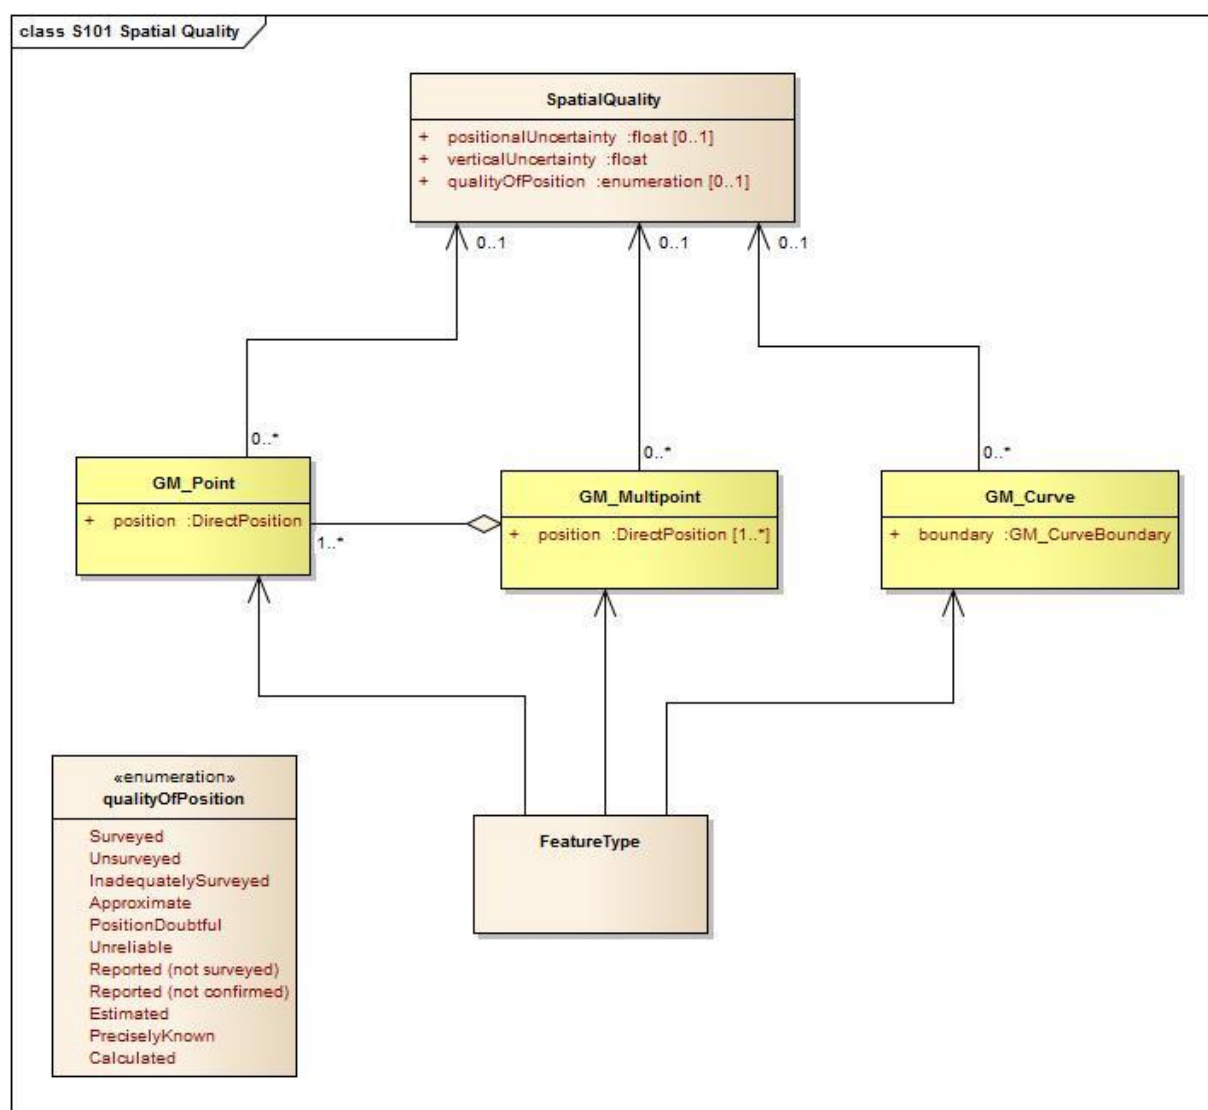 class S101 Spatial Quality
SpatialQuality
+ positionalUncertainty :float [0..1]
+ verticalUncertainty :float
+ qualityOfPosition :enumeration [0..1]
0..1
0..1
0..1
0..*
0..*
0..*
GM_Point
+ position :DirectPosition
1..*
GM_Multipoint
+ position :DirectPosition [1..*]
GM_Curve
+ boundary :GM_CurveBoundary
«enumeration»
qualityOfPosition
Surveyed
Unsurveyed
InadequatelySurveyed
Approximate
PositionDoubtful
Unreliable
Reported (not surveyed)
Reported (not confirmed)
Estimated
PreciselyKnown
Calculated
FeatureType